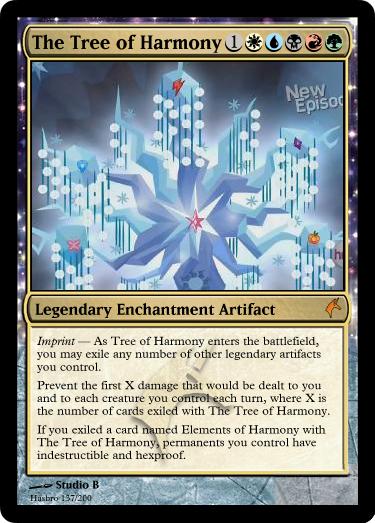 The Tree of Harmony 1
New
Episod
Legendary Enchantment Artifact
Imprint — As Tree of Harmony enters the battlefield,
you may exile any number of other legendary artifacts
you control.
Prevent the first X damage that would be dealt to you
and to each creature you control each turn, where X is
the number of cards exiled with The Tree of Harmony.
If you exiled a card named Elements of Harmony with
The Tree of Harmony, permanents you control have
indestructible and hexproof.
Studio B
Hasbro 137/200